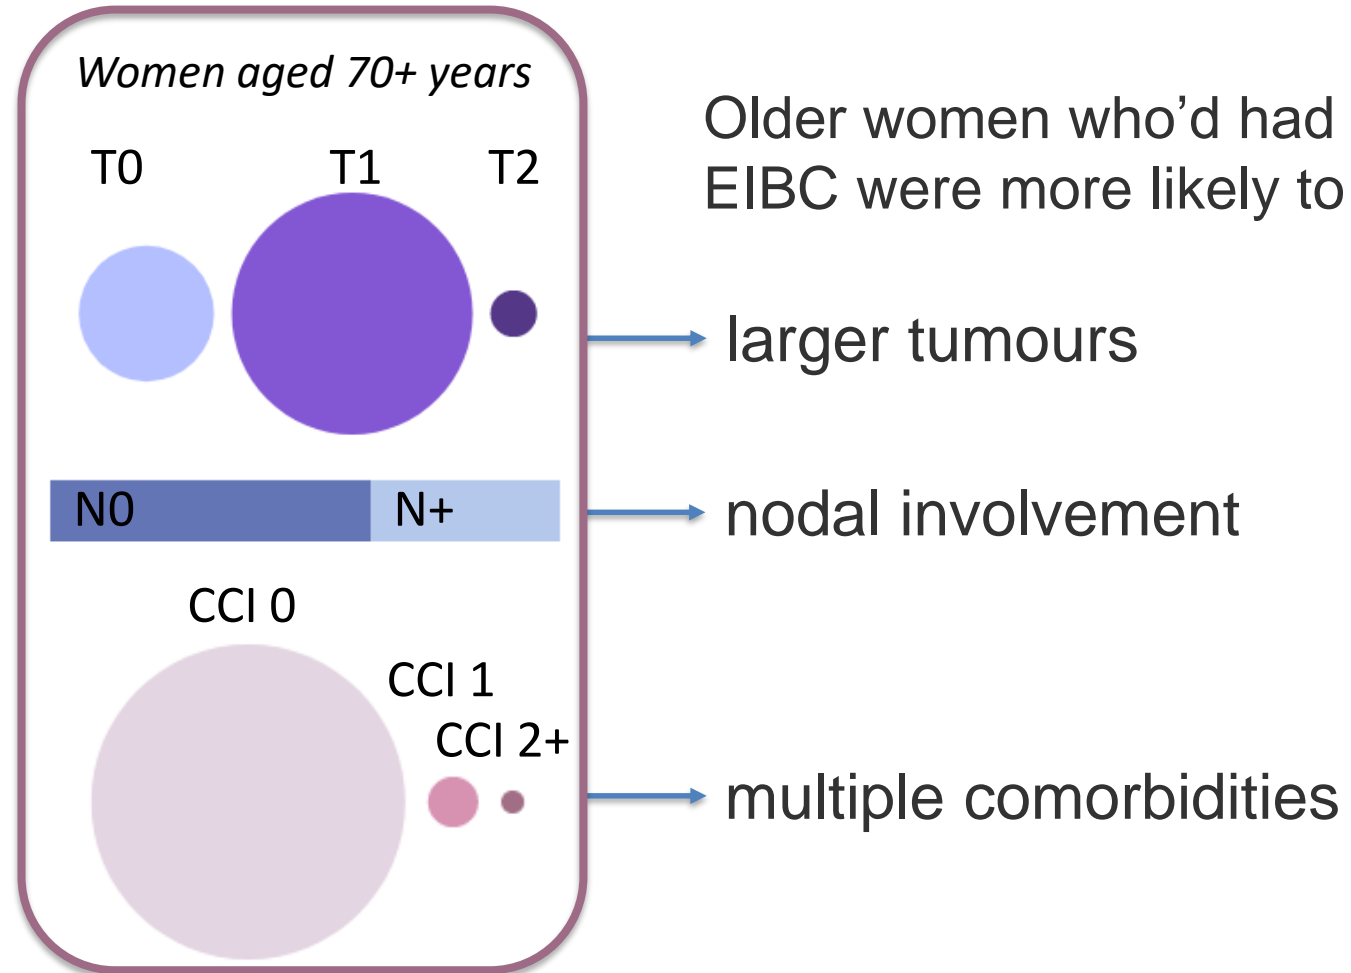 Women aged 70+ years
T0 T1 T2
N0 N+
CCI 0
CCI 1
CCI 2+
Older women who’d had
EIBC were more likely to
larger tumours
nodal involvement
multiple comorbidities